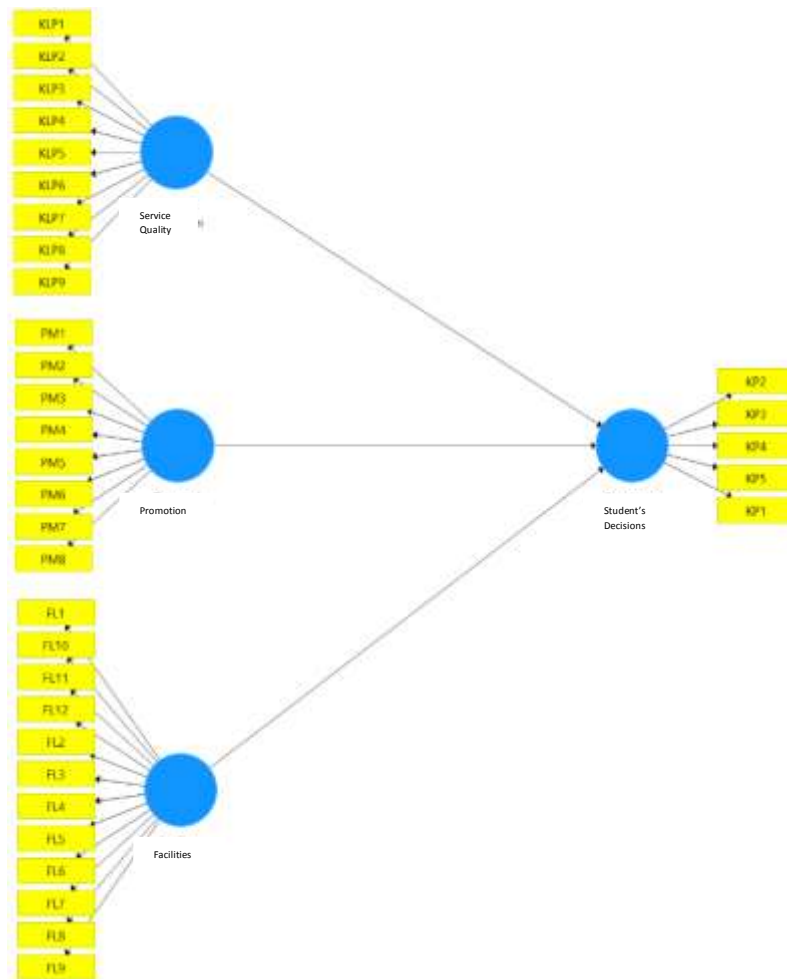 KLP1
KLP2
KLP3
KLP4
KLP5
KLP6
KLP7
KLP8
KLP9
Service
Quality
PM1
PM2
PM3
PM4
PM5
PM6
PM7
PM8
Promotion
KP2
KP3
KP4
KP5
KP1
Student's
Decisions
FL1
FL10
FL11
FL12
FL2
FL3
FL4
FL5
FL6
FL7
FL8
FL9
Facilities